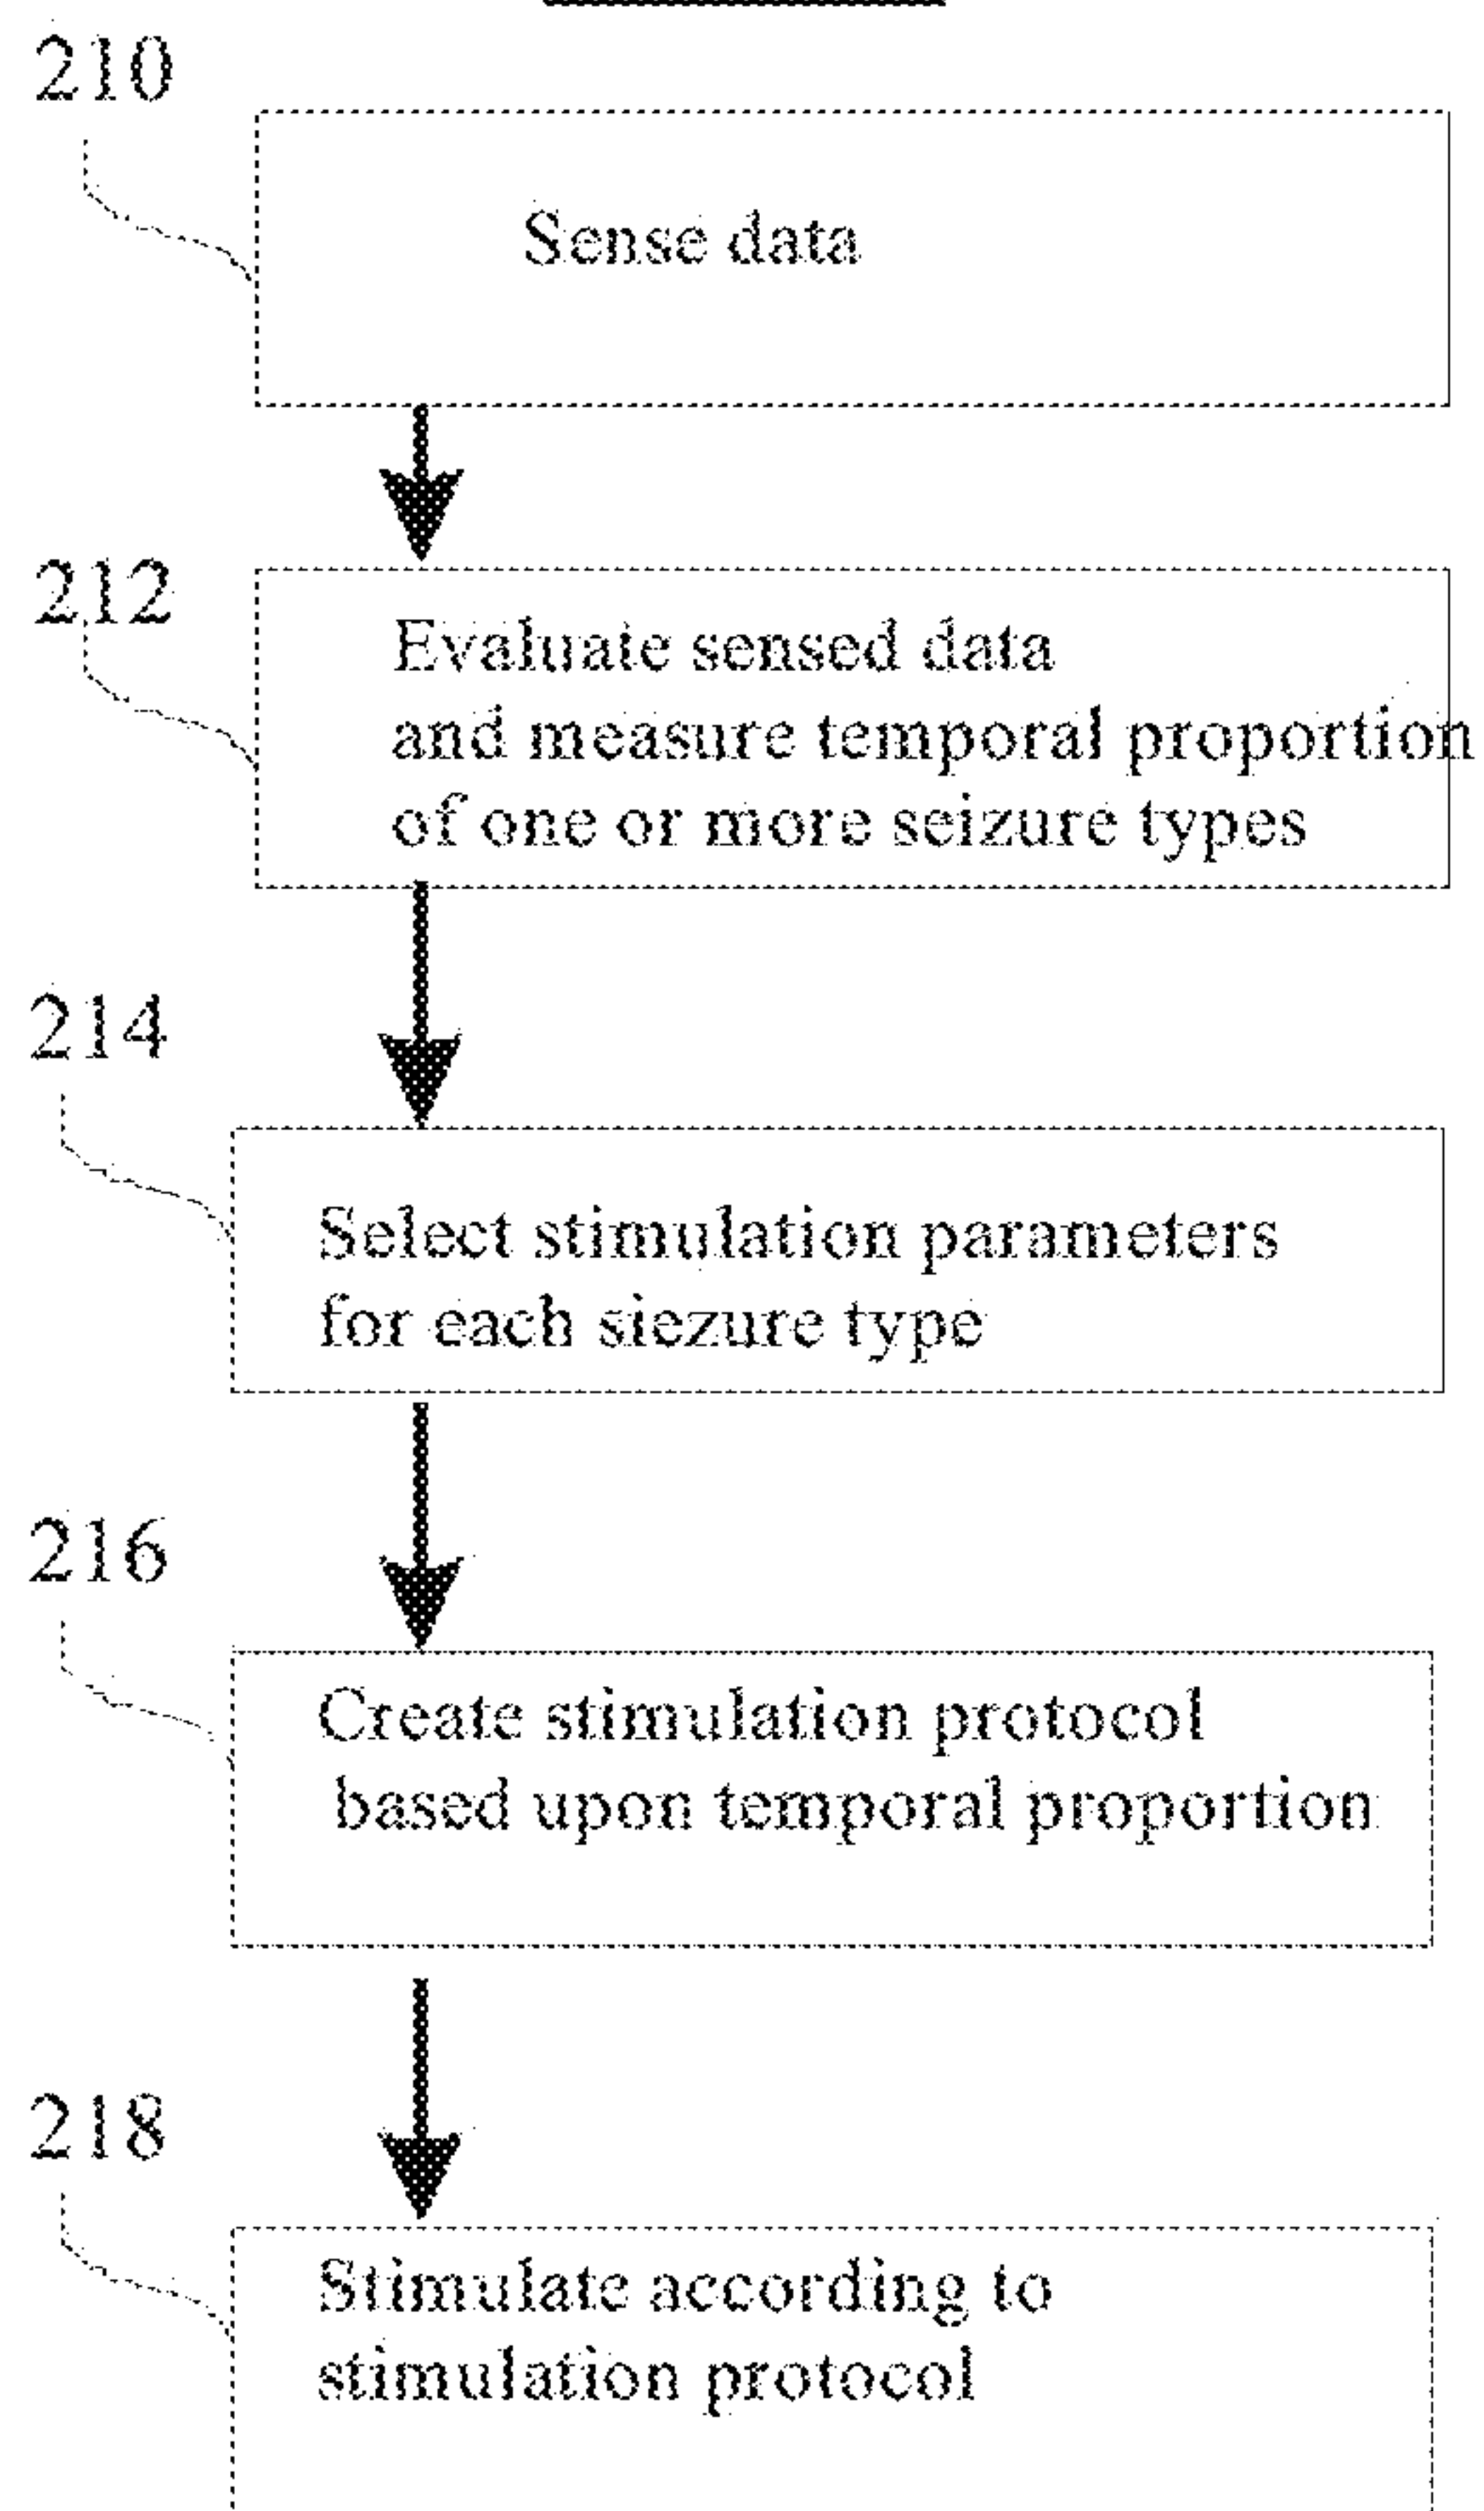 210
Sense data
212
Evaluate sensed data
and measure temporal proportion
of one or more seizure types
214
Select stimulation parameters
for each siezure type
216
Create stimulation protocol
based upon temporal proportion
218
Stimulate according to
stimulation protocol